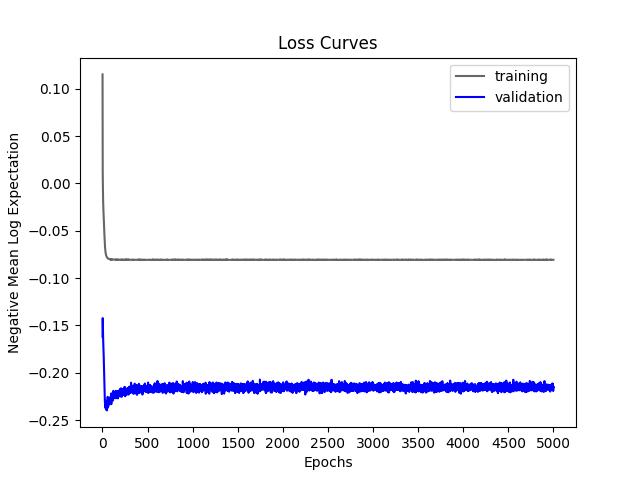 Loss Curves
training
validation
Negative Mean Log Expectation
0.10
0.05
0.00
−0.05
−0.10
−0.15
−0.20
−0.25
0 500 1000 1500 2000 2500 3000 3500 4000 4500 5000
Epochs